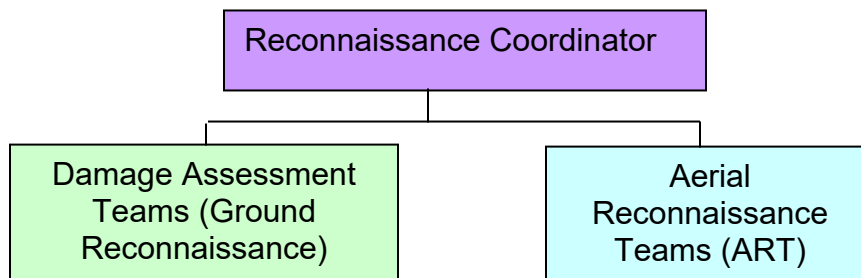 Reconnaissance Coordinator
Damage Assessment
Teams (Ground
Reconnaissance)
Aerial
Reconnaissance
Teams (ART)